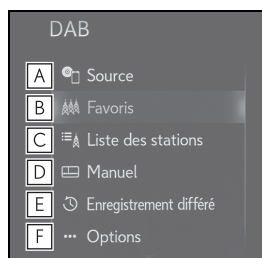 DAB
A Source
B Favoris
C Liste des stations
D Manuel
E Enregistrement différé
F Options